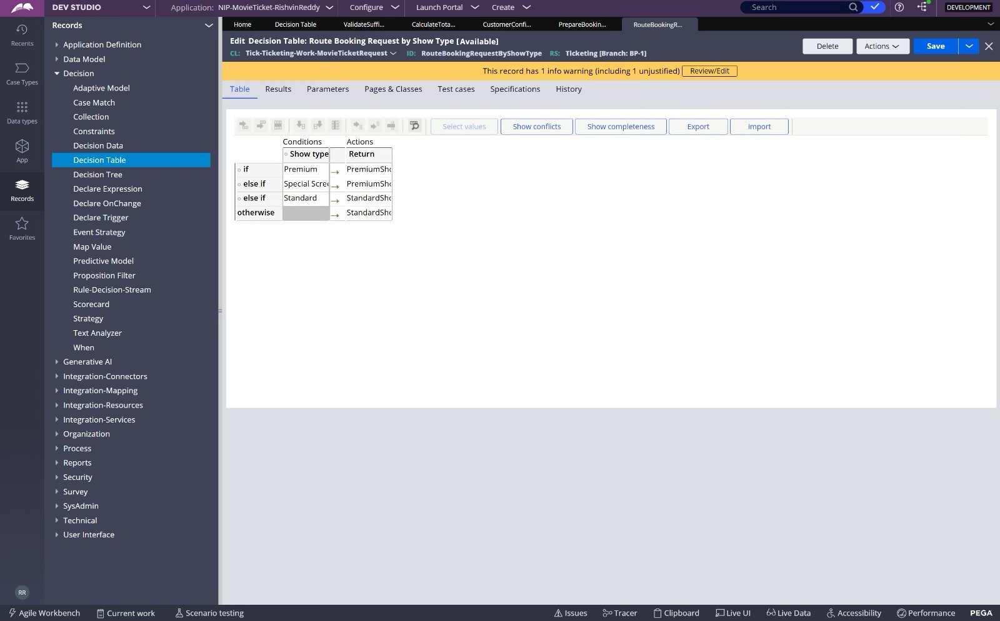 DEV STUDIO
Application: NIP-MovieTicket-RishvinReddy
Configure
Launch Portal
Create
Search
DEVELOPMENT
Recents
Case Types
Data types
App
Records
Favorites
RR
Records
Application Definition
Data Model
Decision
Adaptive Model
Case Match
Collection
Constraints
Decision Data
Decision Table
Decision Tree
Declare Expression
Declare OnChange
Declare Trigger
Event Strategy
Map Value
Predictive Model
Proposition Filter
Rule-Decision-Stream
Scorecard
Strategy
Text Analyzer
When
Generative AI
Integration-Connectors
Integration-Mapping
Integration-Resources
Integration-Services
Organization
Process
Reports
Security
Survey
SysAdmin
Technical
User Interface
Home Decision Table ValidateSuffi... CalculateTota... CustomerConfi... PrepareBookin... RouteBookingR...
Edit Decision Table: Route Booking Request by Show Type [Available]
CL: Tick-Ticketing-Work-MovieTicketRequest ID: RouteBookingRequestByShowType RS: Ticketing [Branch: BP-1]
Delete Actions Save
This record has 1 info warning (including 1 unjustified) Review/Edit
Table Results Parameters Pages & Classes Test cases Specifications History
Select values Show conflicts Show completeness Export Import
Conditions Actions
Show type Return
if Premium PremiumSho
else if Special Scree PremiumSho
else if Standard StandardSho
otherwise StandardSho
Agile Workbench Current work Scenario testing Issues Tracer Clipboard Live UI Live Data Accessibility Performance PEGA